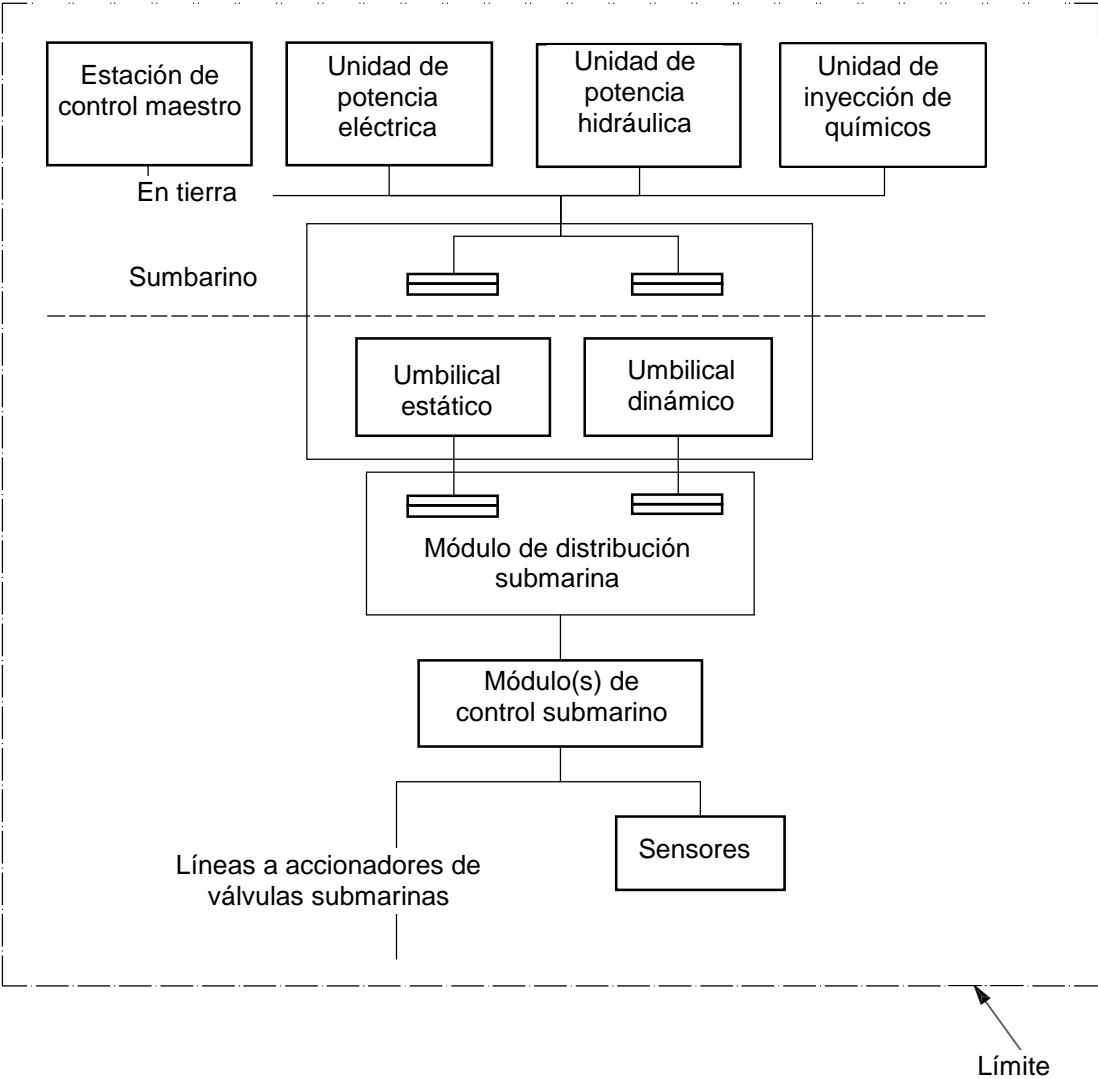 Estación de
control maestro
Unidad de
potencia
eléctrica
Unidad de
potencia
hidráulica
Unidad de
inyección de
químicos
En tierra
Sumbarino
Umbilical
estático
Umbilical
dinámico
Módulo de distribución
submarina
Módulo(s) de
control submarino
Líneas a accionadores de
válvulas submarinas
Sensores
Límite